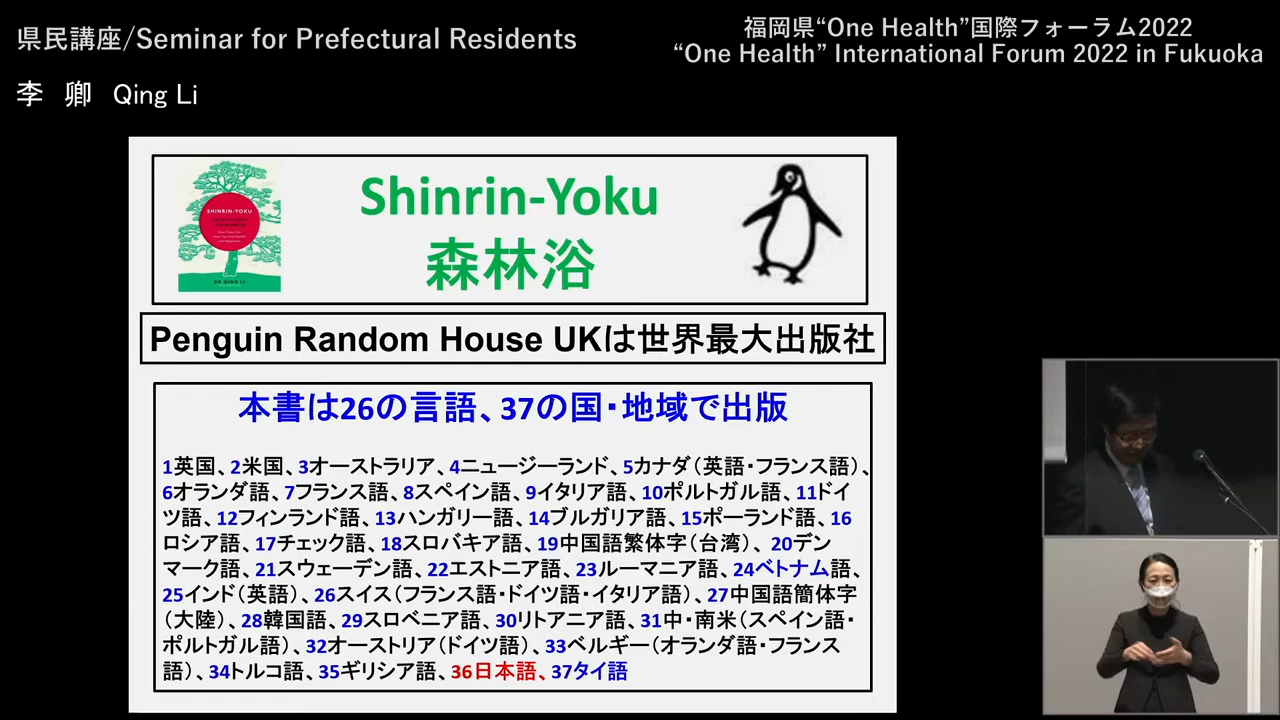 県民講座/Seminar for Prefectural Residents
福岡県“One Health”国際フォーラム2022
“One Health” International Forum 2022 in Fukuoka
李　卿　Qing Li
SHINRIN-YOKU
DR QING LI
Shinrin-Yoku
森林浴
Penguin Random House UKは世界最大出版社
本書は26の言語、37の国・地域で出版
1英国、2米国、3オーストラリア、4ニュージーランド、5カナダ（英語・フランス語）、
6オランダ語、7フランス語、8スペイン語、9イタリア語、10ポルトガル語、11ドイ
ツ語、12フィンランド語、13ハンガリー語、14ブルガリア語、15ポーランド語、16
ロシア語、17チェック語、18スロバキア語、19中国語繁体字（台湾）、20デン
マーク語、21スウェーデン語、22エストニア語、23ルーマニア語、24ベトナム語、
25インド（英語）、26スイス（フランス語・ドイツ語・イタリア語）、27中国語簡体字
（大陸）、28韓国語、29スロベニア語、30リトアニア語、31中・南米（スペイン語・
ポルトガル語）、32オーストリア（ドイツ語）、33ベルギー（オランダ語・フランス
語）、34トルコ語、35ギリシア語、36日本語、37タイ語